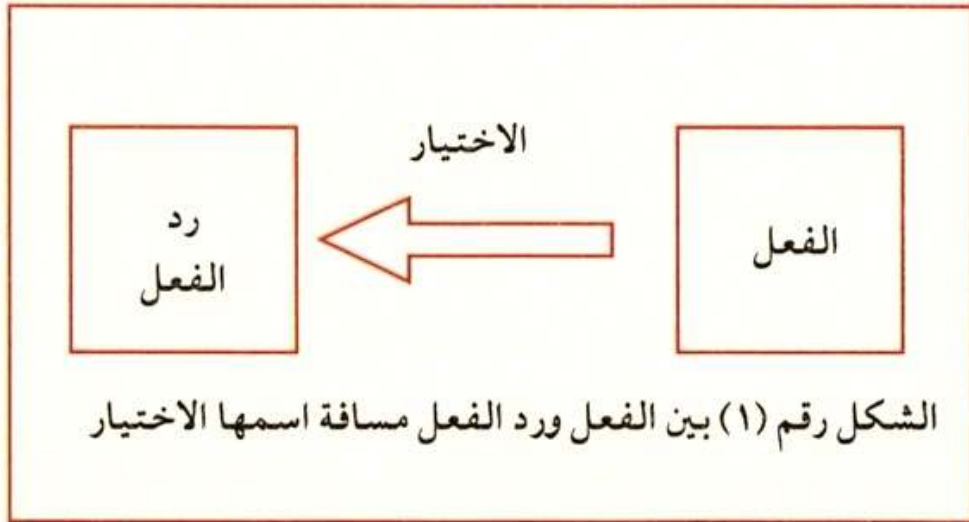 الاختيار
الفعل
رد
الفعل
الشكل رقم (١) بين الفعل ورد الفعل مسافة اسمها الاختيار